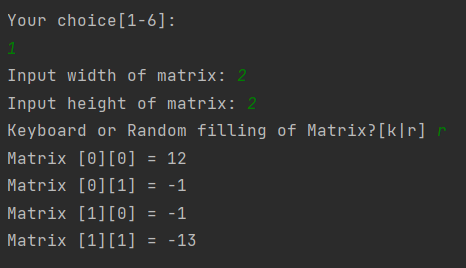 Your choice[1-6]:
1
Input width of matrix: 2
Input height of matrix: 2
Keyboard or Random filling of Matrix?[k|r] r
Matrix [0][0] = 12
Matrix [0][1] = -1
Matrix [1][0] = -1
Matrix [1][1] = -13